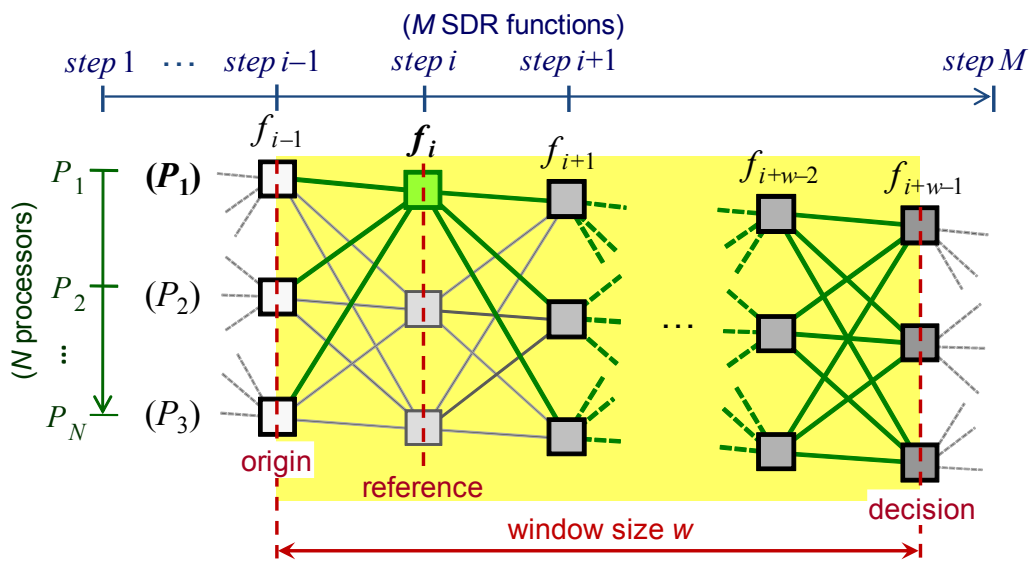 (M SDR functions)
step 1 ... step i–1 step i step i+1 step M
f i–1 f i f i+1 f i+w–2 f i+w–1
P 1 (P 1)
P 2 (P 2)
...
...
P N (P 3)
(N processors)
origin
reference
decision
window size w